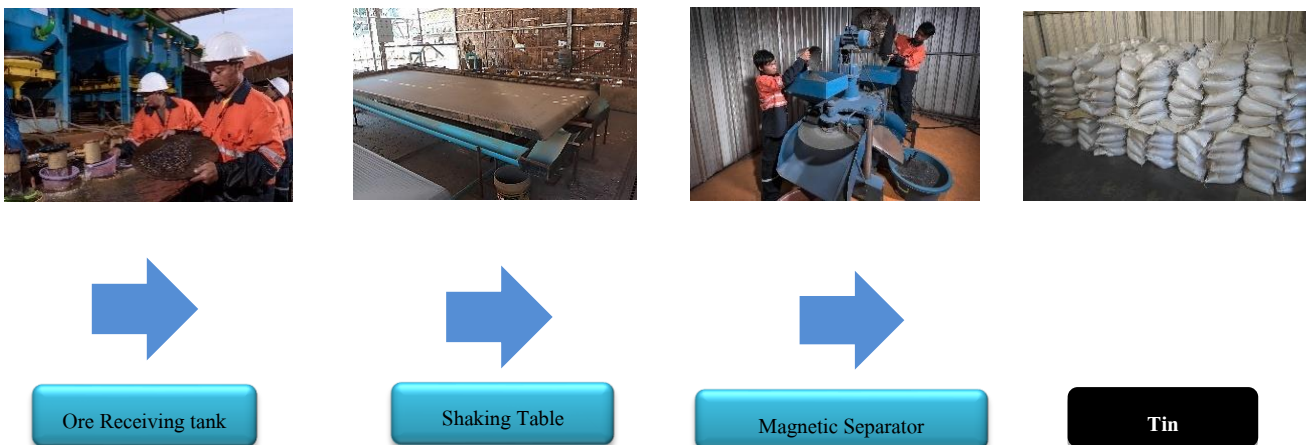 Ore Receiving tank
Shaking Table
Magnetic Separator
Tin